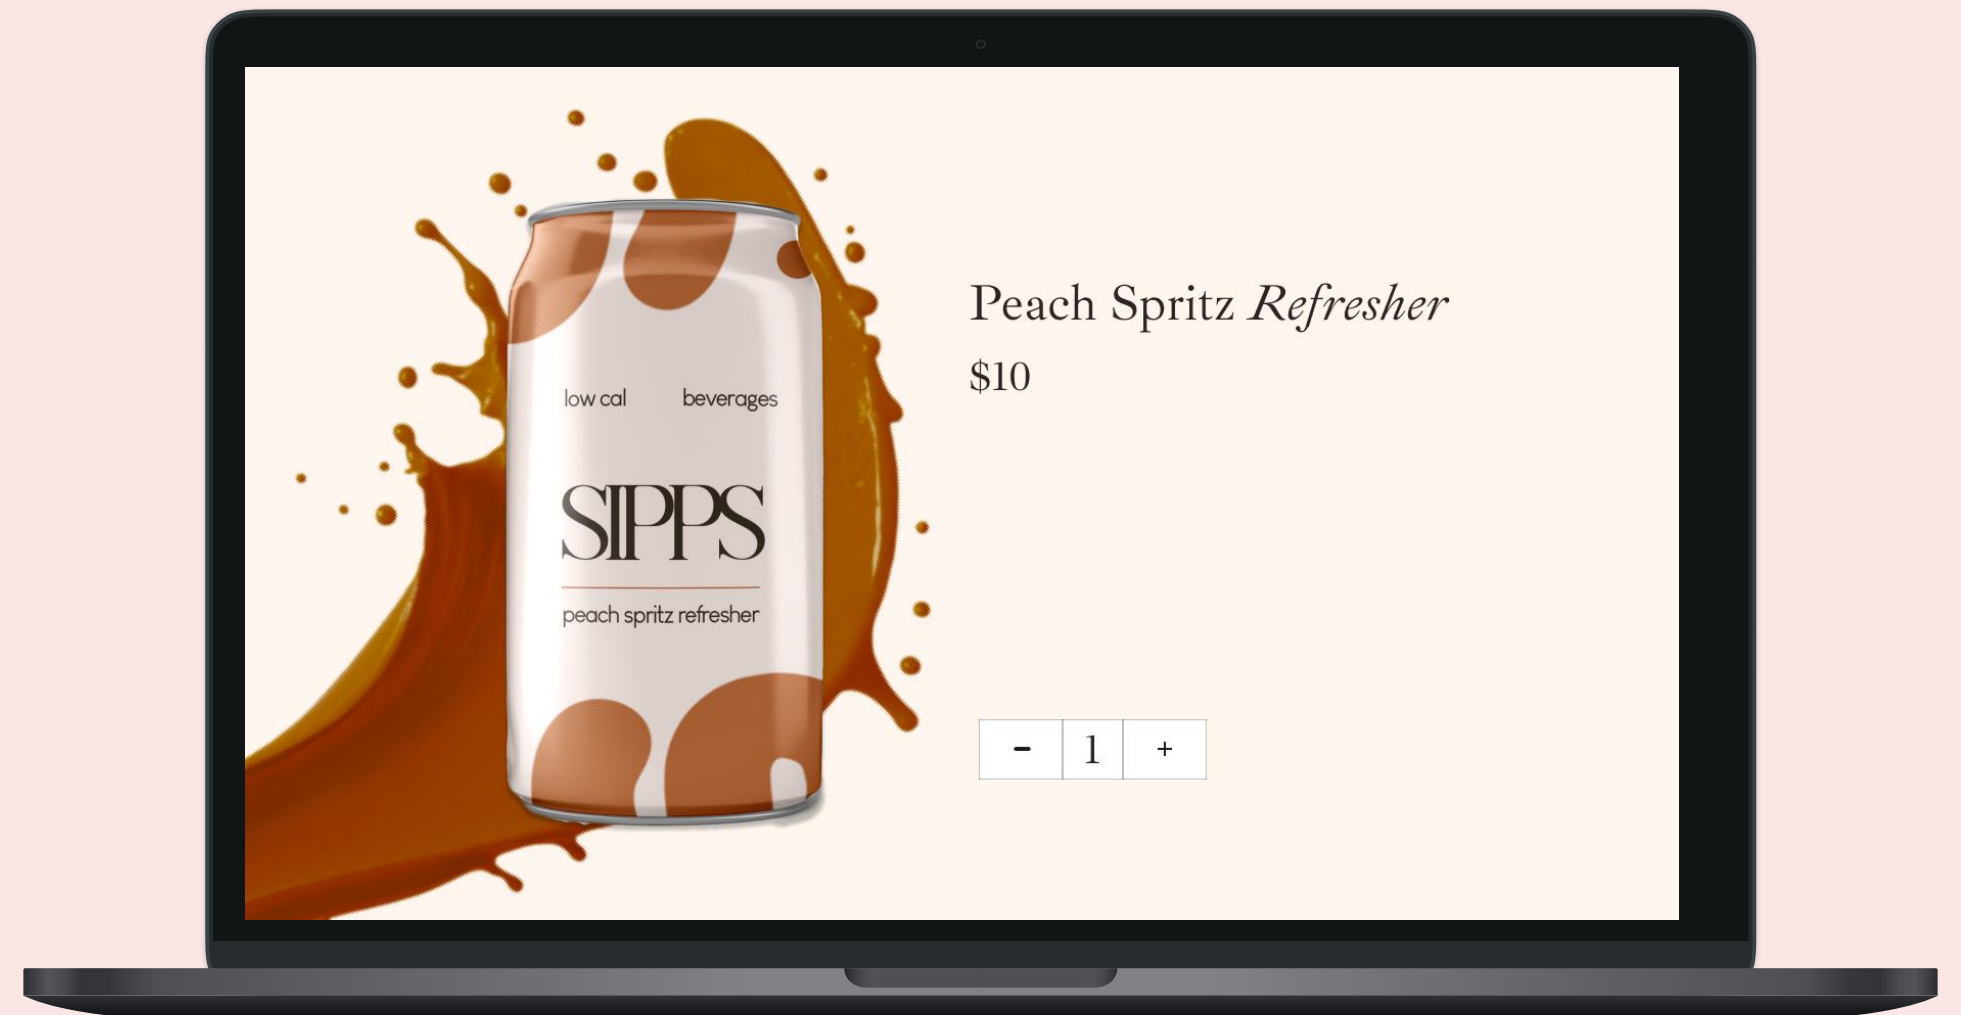 low cal beverages
SIPPS
peach spritz refresher
Peach Spritz Refresher
$10
- 1 +